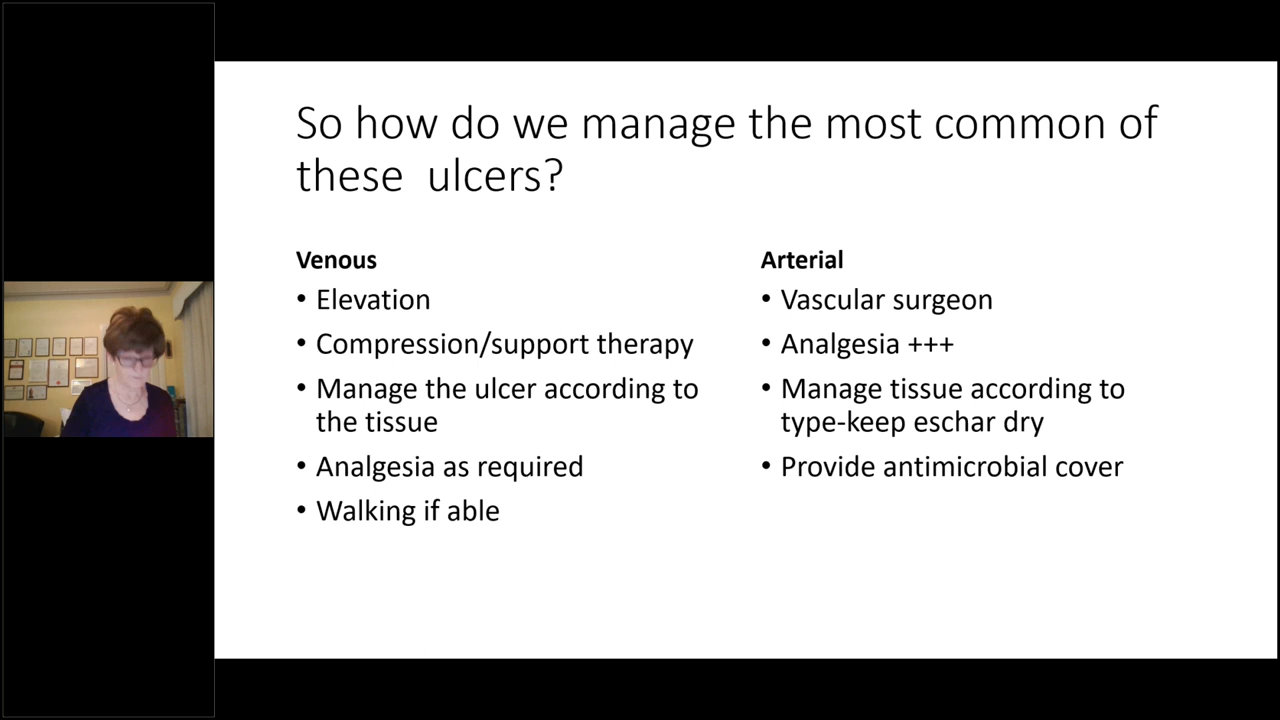 So how do we manage the most common of
these  ulcers?
Venous
• Elevation
• Compression/support therapy
• Manage the ulcer according to
the tissue
• Analgesia as required
• Walking if able
Arterial
• Vascular surgeon
• Analgesia +++
• Manage tissue according to
type-keep eschar dry
• Provide antimicrobial cover